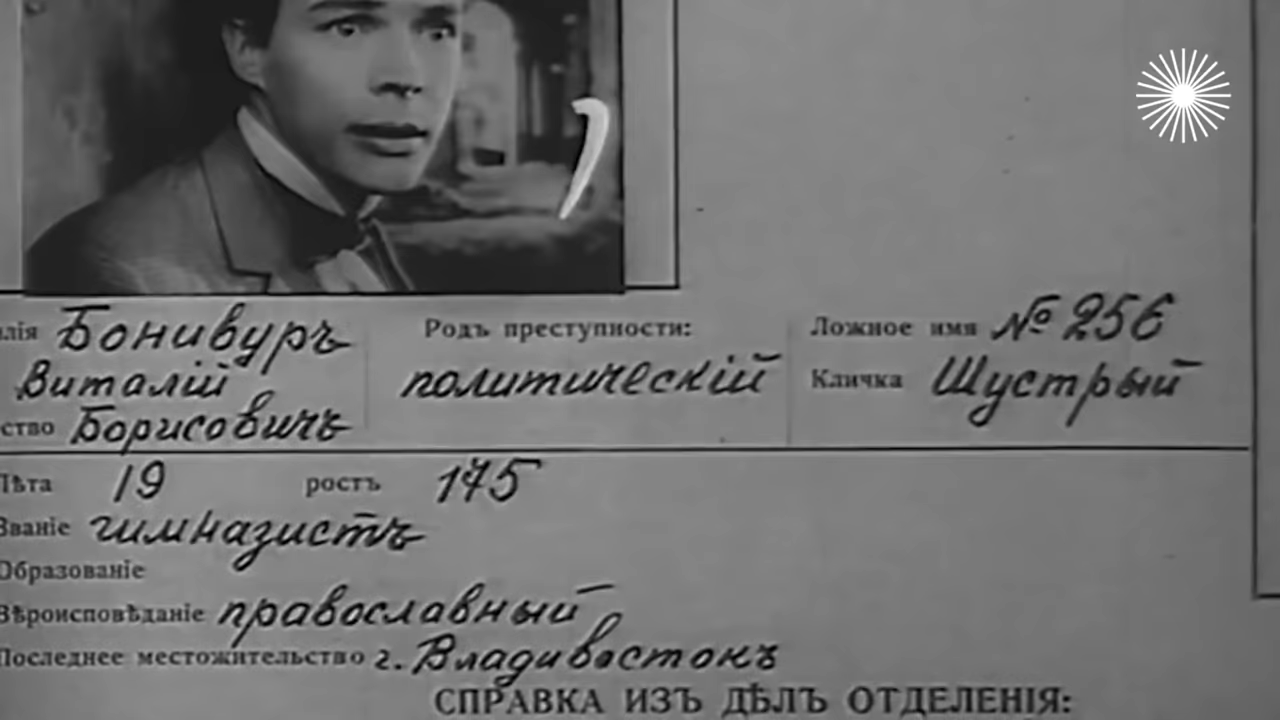 лія Бонивуръ Родъ преступности: Ложное имя № 256
Виталій политическій Кличка Шустрый
ство Борисовичъ
Лѣта 19 ростъ 175
Званіе гимназистъ
Образованіе
Вѣроисповѣданіе православный
Последнее местожительство г. Владивостокъ
СПРАВКА ИЗЪ ДѢЛЪ ОТДЕЛЕНІЯ: